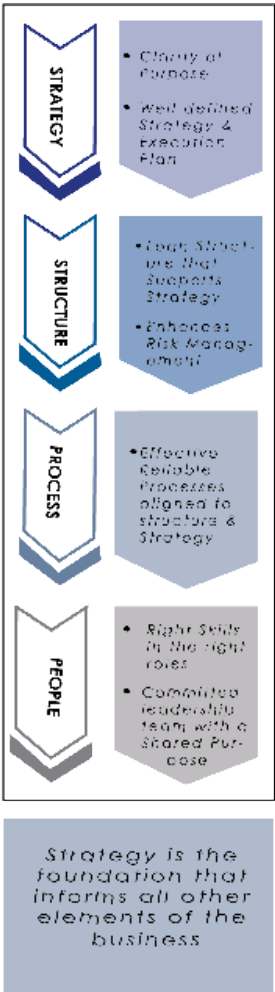 STRATEGY
• Clarity of
Purpose
• Well defined
Strategy &
Execution
Plan
STRUCTURE
• Lean Struct-
ure that
Supports
Strategy
• Enhances
Risk Manag-
ement
PROCESS
• Effective
Reliable
Processes
aligned to
structure &
Strategy
PEOPLE
• Right Skills
in the right
roles
• Committed
leadership
team with a
Shared Pur-
pose
Strategy is the
foundation that
informs all other
elements of the
business